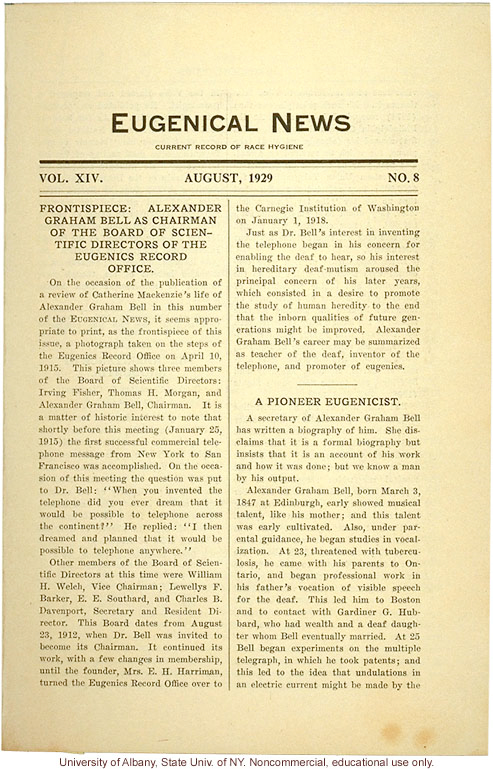 EUGENICAL NEWS
CURRENT RECORD OF RACE HYGIENE
VOL. XIV. AUGUST, 1929 NO. 8
FRONTISPIECE: ALEXANDER
GRAHAM BELL AS CHAIRMAN
OF THE BOARD OF SCIEN-
TIFIC DIRECTORS OF THE
EUGENICS RECORD
OFFICE.
On the occasion of the publication of
a review of Catherine Mackenzie's life of
Alexander Graham Bell in this number
of the EUGENICAL NEWS, it seems appro-
priate to print, as the frontispiece of this
issue, a photograph taken on the steps of
the Eugenics Record Office on April 10,
1915. This picture shows three members
of the Board of Scientific Directors:
Irving Fisher, Thomas H. Morgan, and
Alexander Graham Bell, Chairman. It is
a matter of historic interest to note that
shortly before this meeting (January 25,
1915) the first successful commercial tele-
phone message from New York to San
Francisco was accomplished. On the occa-
sion of this meeting the question was put
to Dr. Bell: "When you invented the
telephone did you ever dream that it
would be possible to telephone across
the continent?" He replied: "I then
dreamed and planned that it would be
possible to telephone anywhere."
Other members of the Board of Scien-
tific Directors at this time were William
H. Welch, Vice Chairman; Lewellys F.
Barker, E. E. Southard, and Charles B.
Davenport, Secretary and Resident Di-
rector. This Board dates from August
23, 1912, when Dr. Bell was invited to
become its Chairman. It continued its
work, with a few changes in membership,
until the founder, Mrs. E. H. Harriman,
turned the Eugenics Record Office over to
the Carnegie Institution of Washington
on January 1, 1918.
Just as Dr. Bell's interest in inventing
the telephone began in his concern for
enabling the deaf to hear, so his interest
in hereditary deaf-mutism aroused the
principal concern of his later years,
which consisted in a desire to promote
the study of human heredity to the end
that the inborn qualities of future gen-
erations might be improved. Alexander
Graham Bell's career may be summarized
as teacher of the deaf, inventor of the
telephone, and promoter of eugenics.
A PIONEER EUGENICIST.
A secretary of Alexander Graham Bell
has written a biography of him. She dis-
claims that it is a formal biography but
insists that it is an account of his work
and how it was done; but we know a man
by his output.
Alexander Graham Bell, born March 3,
1847 at Edinburgh, early showed musical
talent, like his mother; and this talent
was early cultivated. Also, under par-
ental guidance, he began studies in vocal-
ization. At 23, threatened with tubercu-
losis, he came with his parents to On-
tario, and began professional work in
his father's vocation of visible speech
for the deaf. This led him to Boston
and to contact with Gardiner G. Hub-
bard, who had wealth and a deaf daugh-
ter whom Bell eventually married. At 25
Bell began experiments on the multiple
telegraph, in which he took patents; and
this led to the idea that undulations in
an electric current might be made by the
University of Albany, State Univ. of NY. Noncommercial, educational use only.